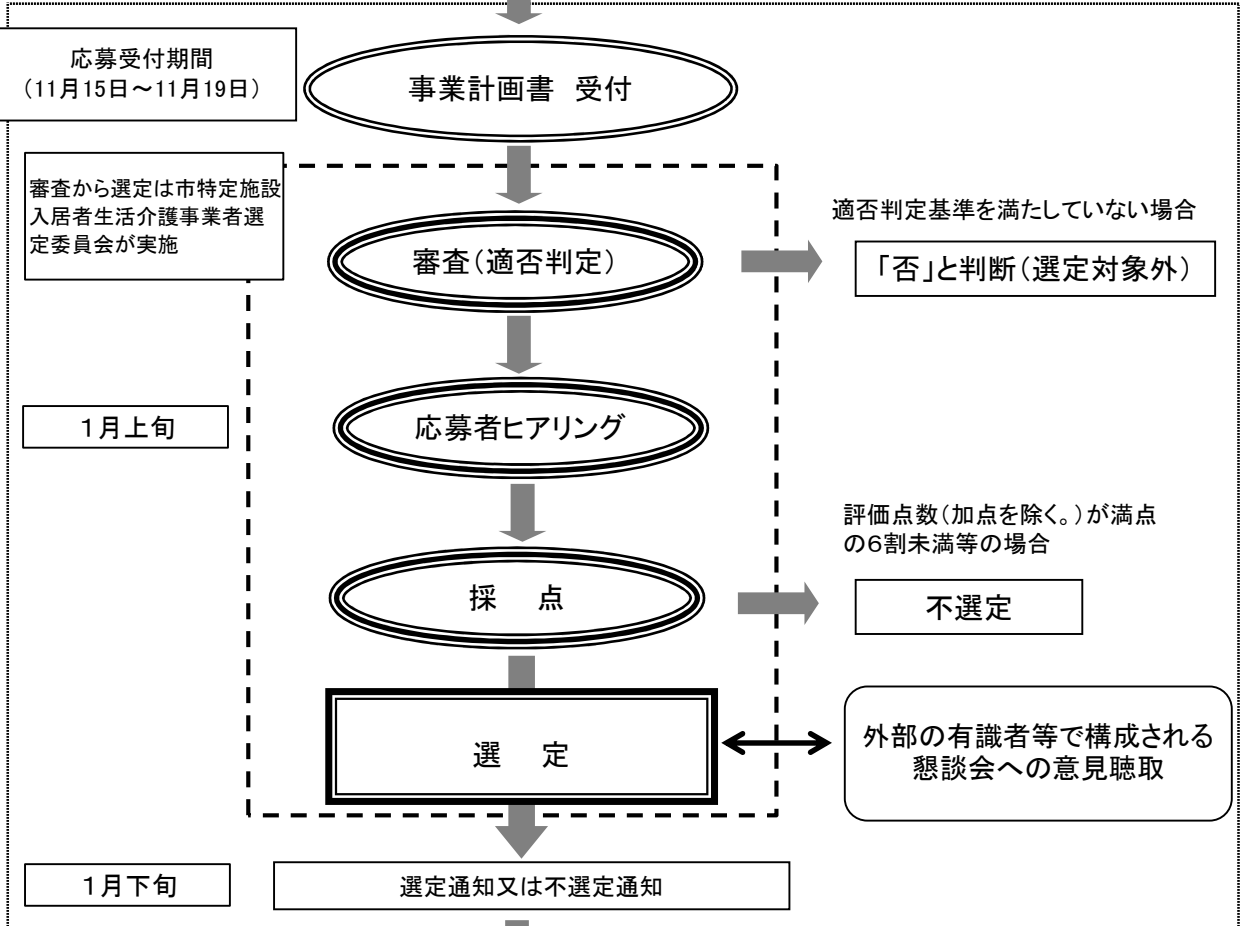 応募受付期間
（11月15日～11月19日）
事業計画書 受付
審査から選定は市特定施設
入居者生活介護事業者選
定委員会が実施
審査（適否判定）
適否判定基準を満たしていない場合
「否」と判断（選定対象外）
1月上旬
応募者ヒアリング
評価点数（加点を除く。）が満点
の6割未満等の場合
採　点
不選定
選　定
外部の有識者等で構成される
懇談会への意見聴取
1月下旬
選定通知又は不選定通知